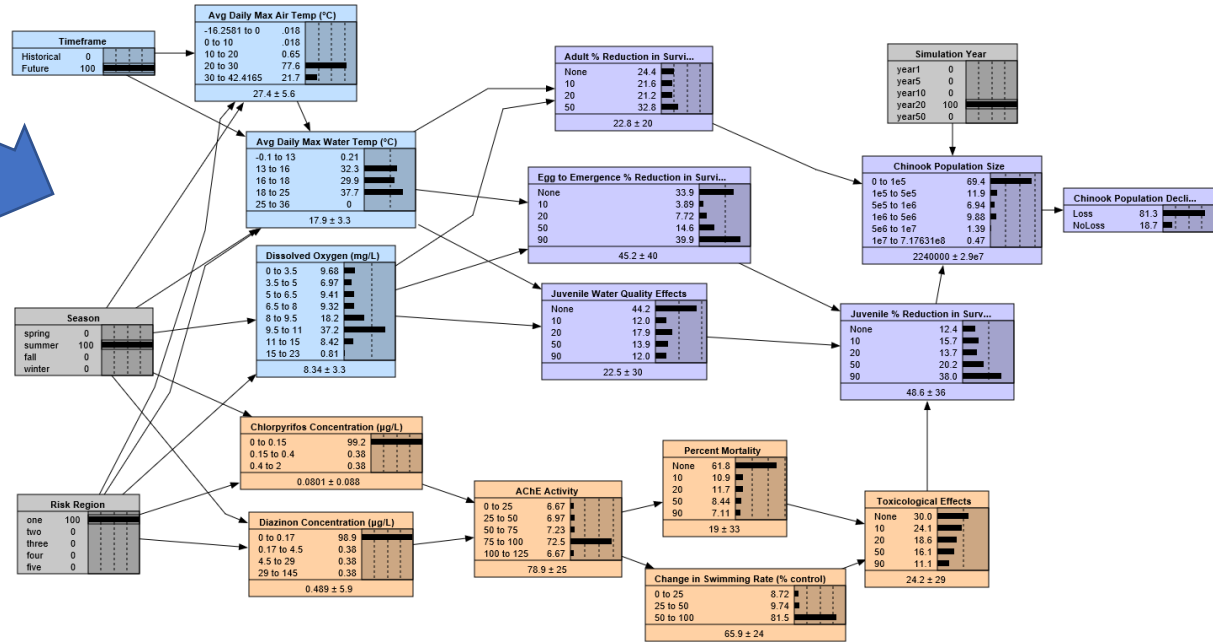 Timeframe
Historical 0
Future 100
Avg Daily Max Air Temp (°C)
-16.2581 to 0 .018
0 to 10 .018
10 to 20 0.65
20 to 30 77.6
30 to 42.4165 21.7
27.4 ± 5.6
Adult % Reduction in Survi...
None 24.4
10 21.6
20 21.2
50 32.8
22.8 ± 20
Simulation Year
year1 0
year5 0
year10 0
year20 100
year50 0
Avg Daily Max Water Temp (°C)
-0.1 to 13 0.21
13 to 16 32.3
16 to 18 29.9
18 to 25 37.7
25 to 36 0
17.9 ± 3.3
Egg to Emergence % Reduction in Survi...
None 33.9
10 3.89
20 7.72
50 14.6
90 39.9
45.2 ± 40
Chinook Population Size
0 to 1e5 69.4
1e5 to 5e5 11.9
5e5 to 1e6 6.94
1e6 to 5e6 9.88
5e6 to 1e7 1.39
1e7 to 7.17631e8 0.47
2240000 ± 2.9e7
Chinook Population Decli...
Loss 81.3
NoLoss 18.7
Dissolved Oxygen (mg/L)
0 to 3.5 9.68
3.5 to 5 6.97
5 to 6.5 9.41
6.5 to 8 9.32
8 to 9.5 18.2
9.5 to 11 37.2
11 to 15 8.42
15 to 23 0.81
8.34 ± 3.3
Juvenile Water Quality Effects
None 44.2
10 12.0
20 17.9
50 13.9
90 12.0
22.5 ± 30
Juvenile % Reduction in Surv...
None 12.4
10 15.7
20 13.7
50 20.2
90 38.0
48.6 ± 36
Season
spring 0
summer 100
fall 0
winter 0
Chlorpyrifos Concentration (µg/L)
0 to 0.15 99.2
0.15 to 0.4 0.38
0.4 to 2 0.38
0.0801 ± 0.088
Percent Mortality
None 61.8
10 10.9
20 11.7
50 8.44
90 7.11
19 ± 33
Risk Region
one 100
two 0
three 0
four 0
five 0
Diazinon Concentration (µg/L)
0 to 0.17 98.9
0.17 to 4.5 0.38
4.5 to 29 0.38
29 to 145 0.38
0.489 ± 5.9
AChE Activity
0 to 25 6.67
25 to 50 6.97
50 to 75 7.23
75 to 100 72.5
100 to 125 6.67
78.9 ± 25
Toxicological Effects
None 30.0
10 24.1
20 18.6
50 16.1
90 11.1
24.2 ± 29
Change in Swimming Rate (% control)
0 to 25 8.72
25 to 50 9.74
50 to 100 81.5
65.9 ± 24